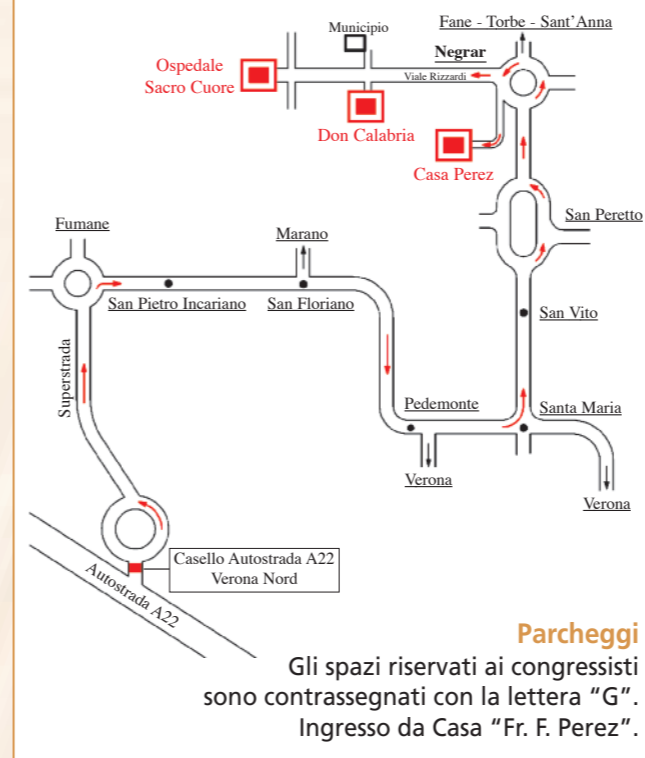 Fane - Torbe - Sant'Anna
Municipio
Negrar
Ospedale
Sacro Cuore
Viale Rizzardi
Don Calabria
Casa Perez
San Peretto
Fumane
Marano
San Pietro Incariano
San Floriano
San Vito
Superstrada
Pedemonte
Santa Maria
Verona
Verona
Casello Autostrada A22
Verona Nord
Autostrada A22
Parcheggi
Gli spazi riservati ai congressisti
sono contrassegnati con la lettera “G”.
Ingresso da Casa “Fr. F. Perez”.